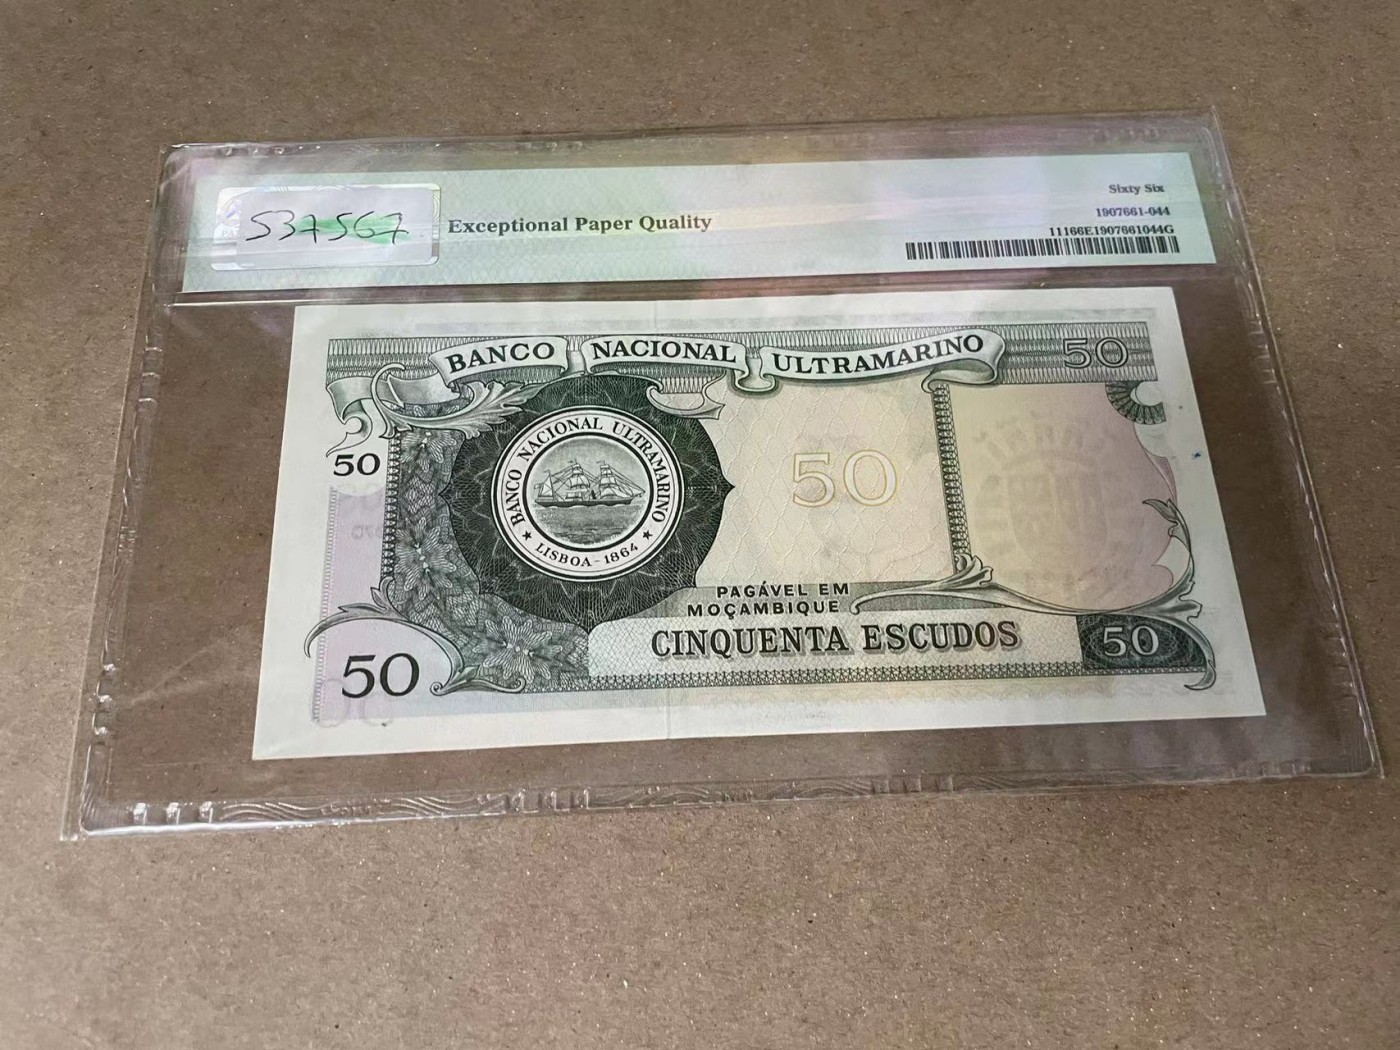 537567
Exceptional Paper Quality
Sixty Six
1907661-044
11166E1907661044G
BANCO NACIONAL ULTRAMARINO
50
50
BANCO NACIONAL ULTRAMARINO
★ LISBOA - 1864 ★
50
PAGÁVEL EM
MOÇAMBIQUE
CINQUENTA ESCUDOS
50
50